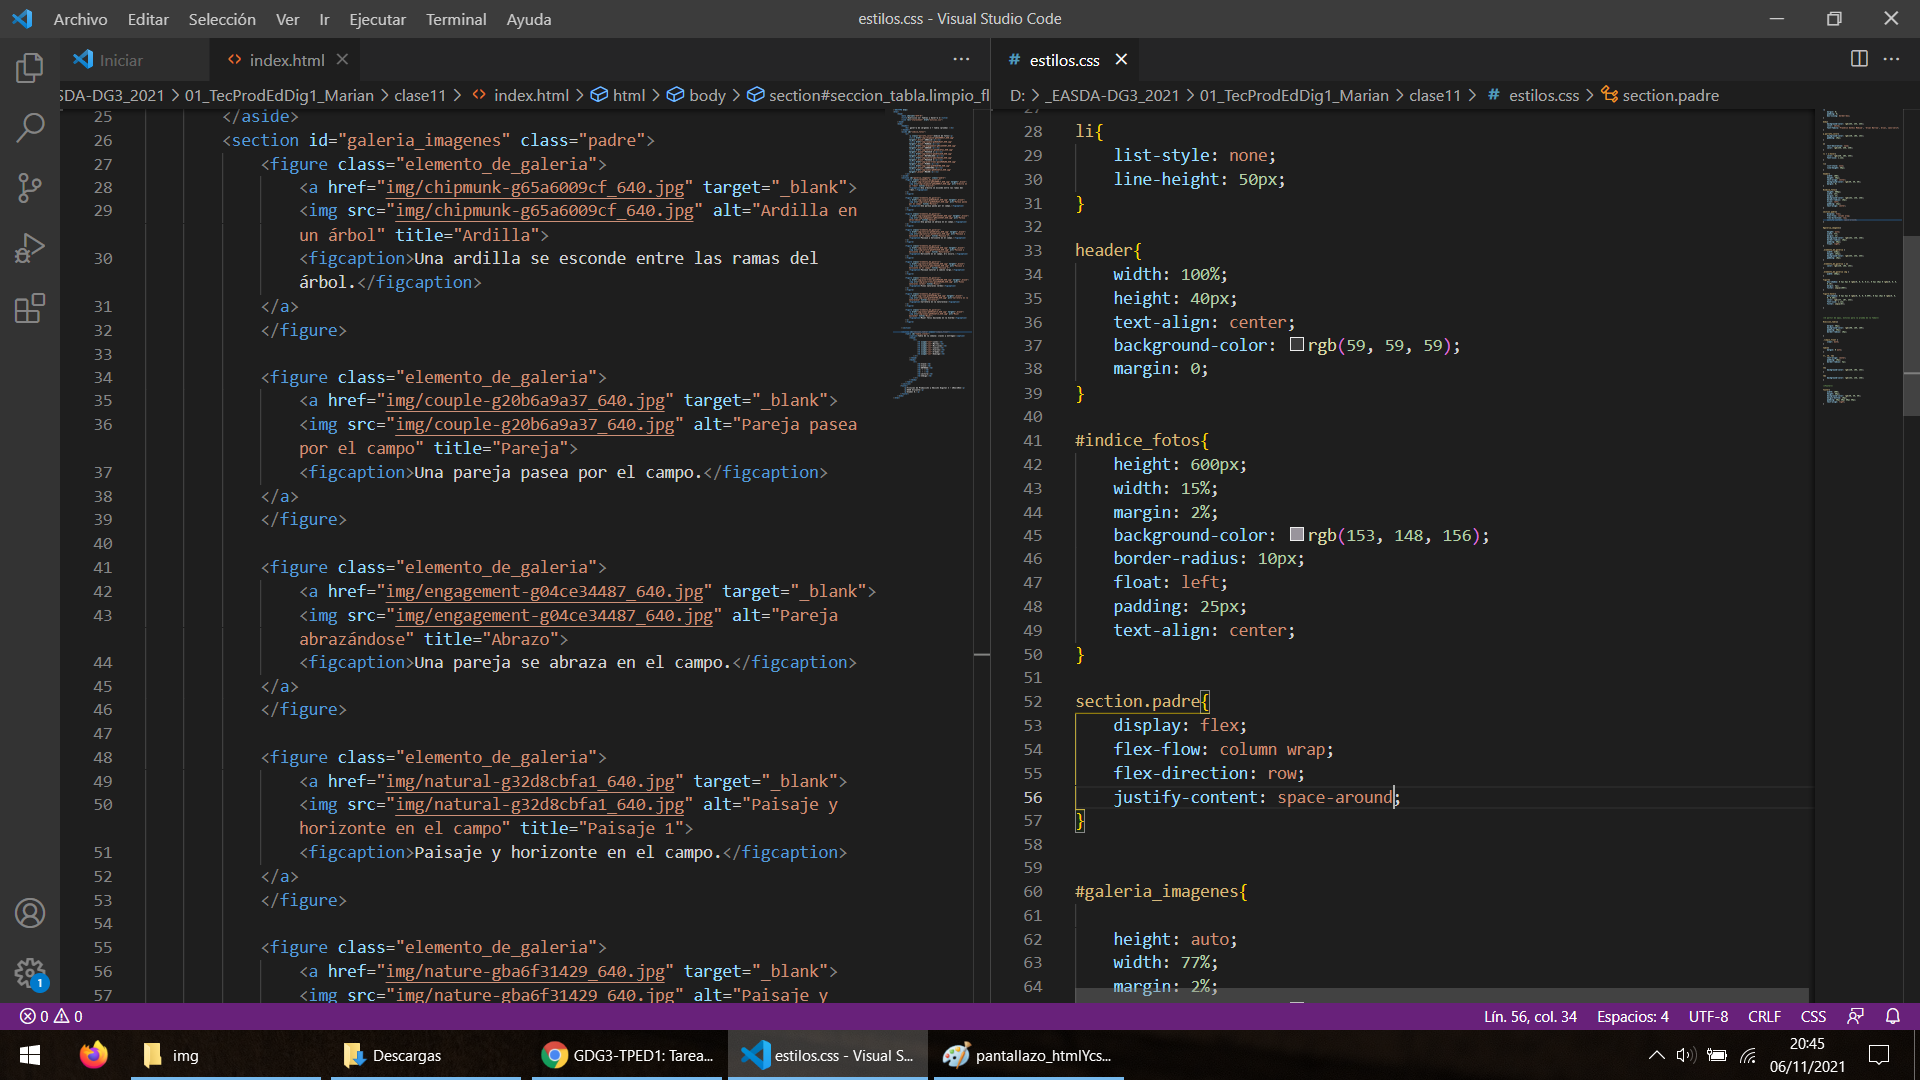 Archivo Editar Selección Ver Ir Ejecutar Terminal Ayuda
estilos.css - Visual Studio Code
Iniciar
index.html
SDA-DG3_2021 > 01_TecProdEdDig1_Marian > clase11 > index.html > html > body > section#seccion_tabla.limpio_fl
25 </aside>
26 <section id="galeria_imagenes" class="padre">
27 <figure class="elemento_de_galeria">
28 <a href="img/chipmunk-g65a6009cf_640.jpg" target="_blank">
29 <img src="img/chipmunk-g65a6009cf_640.jpg" alt="Ardilla en
un árbol" title="Ardilla">
30 <figcaption>Una ardilla se esconde entre las ramas del
árbol.</figcaption>
31 </a>
32 </figure>
33
34 <figure class="elemento_de_galeria">
35 <a href="img/couple-g20b6a9a37_640.jpg" target="_blank">
36 <img src="img/couple-g20b6a9a37_640.jpg" alt="Pareja pasea
por el campo" title="Pareja">
37 <figcaption>Una pareja pasea por el campo.</figcaption>
38 </a>
39 </figure>
40
41 <figure class="elemento_de_galeria">
42 <a href="img/engagement-g04ce34487_640.jpg" target="_blank">
43 <img src="img/engagement-g04ce34487_640.jpg" alt="Pareja
abrazándose" title="Abrazo">
44 <figcaption>Una pareja se abraza en el campo.</figcaption>
45 </a>
46 </figure>
47
48 <figure class="elemento_de_galeria">
49 <a href="img/natural-g32d8cbfa1_640.jpg" target="_blank">
50 <img src="img/natural-g32d8cbfa1_640.jpg" alt="Paisaje y
horizonte en el campo" title="Paisaje 1">
51 <figcaption>Paisaje y horizonte en el campo.</figcaption>
52 </a>
53 </figure>
54
55 <figure class="elemento_de_galeria">
56 <a href="img/nature-gba6f31429_640.jpg" target="_blank">
57 <img src="img/nature-gba6f31429_640.jpg" alt="Paisaje y
# estilos.css
D: > _EASDA-DG3_2021 > 01_TecProdEdDig1_Marian > clase11 > # estilos.css > section.padre
27
28 li{
29 list-style: none;
30 line-height: 50px;
31 }
32
33 header{
34 width: 100%;
35 height: 40px;
36 text-align: center;
37 background-color: rgb(59, 59, 59);
38 margin: 0;
39 }
40
41 #indice_fotos{
42 height: 600px;
43 width: 15%;
44 margin: 2%;
45 background-color: rgb(153, 148, 156);
46 border-radius: 10px;
47 float: left;
48 padding: 25px;
49 text-align: center;
50 }
51
52 section.padre{
53 display: flex;
54 flex-flow: column wrap;
55 flex-direction: row;
56 justify-content: space-around;
57 }
58
59
60 #galeria_imagenes{
61
62 height: auto;
63 width: 77%;
64 margin: 2%;
1
0 0
Lín. 56, col. 34 Espacios: 4 UTF-8 CRLF CSS
img
Descargas
GDG3-TPED1: Tarea...
estilos.css - Visual S...
pantallazo_htmlYcs...
20:45
06/11/2021